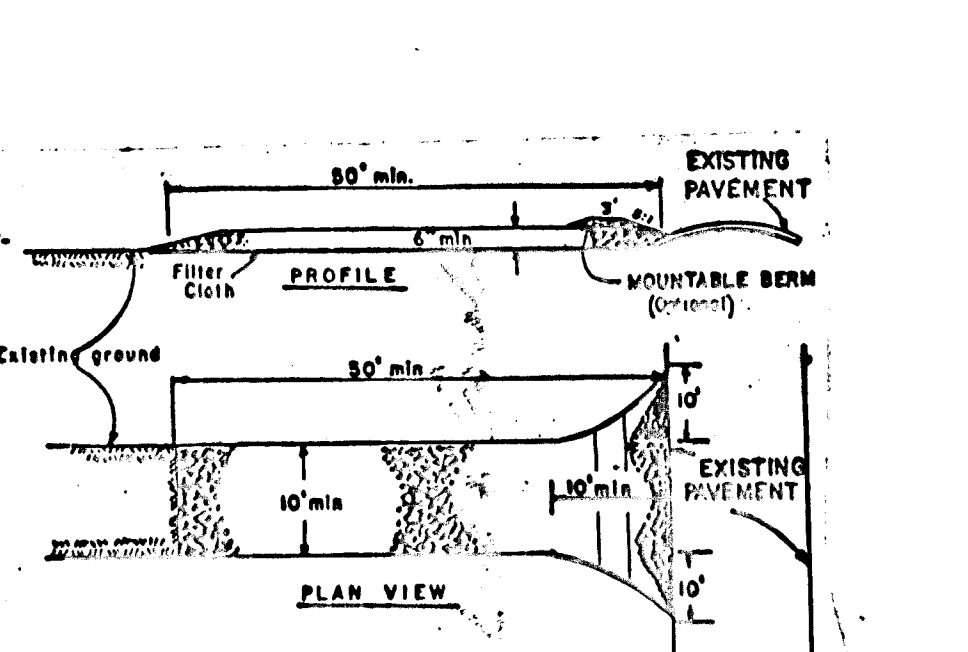 50' min.
EXISTING
PAVEMENT
3'
6" min
Filter
Cloth
PROFILE
MOUNTABLE BERM
(Optional)
Existing ground
50' min
10'
EXISTING
PAVEMENT
10' min
10' min
10'
PLAN VIEW